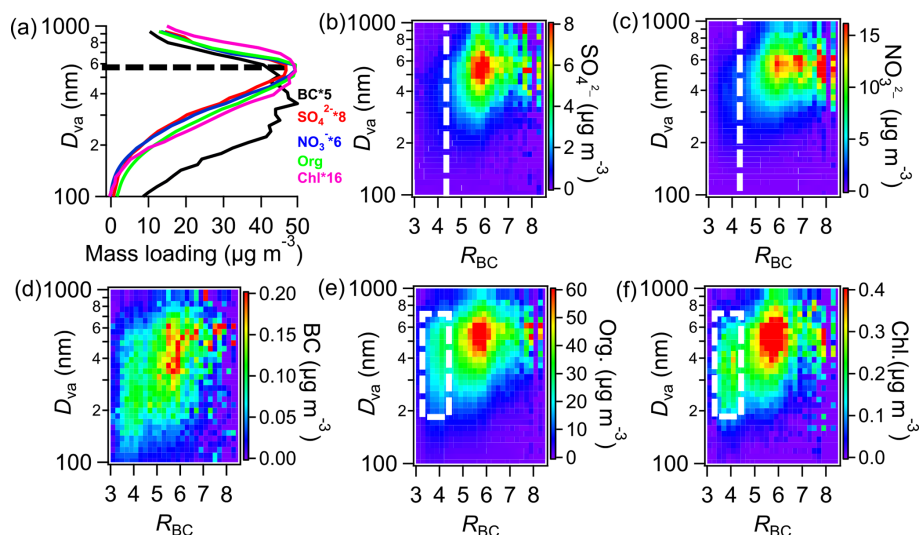 (a)
1000
8
6
4
2
100
D_va (nm)
BC*5
SO₄²⁻*8
NO₃⁻*6
Org
Chl*16
0 10 20 30 40 50
Mass loading (µg m⁻³)
(b)
1000
8
6
4
2
100
D_va (nm)
3 4 5 6 7 8
R_BC
8
6
4
2
0
SO₄²⁻ (µg m⁻³)
(c)
1000
8
6
4
2
100
D_va (nm)
3 4 5 6 7 8
R_BC
15
10
5
0
NO₃⁻² (µg m⁻³)
(d)
1000
8
6
4
2
100
D_va (nm)
3 4 5 6 7 8
R_BC
0.20
0.15
0.10
0.05
0.00
BC (µg m⁻³)
(e)
1000
8
6
4
2
100
D_va (nm)
3 4 5 6 7 8
R_BC
60
50
40
30
20
10
0
Org. (µg m⁻³)
(f)
1000
8
6
4
2
100
D_va (nm)
3 4 5 6 7 8
R_BC
0.4
0.3
0.2
0.1
0.0
Chl. (µg m⁻³)